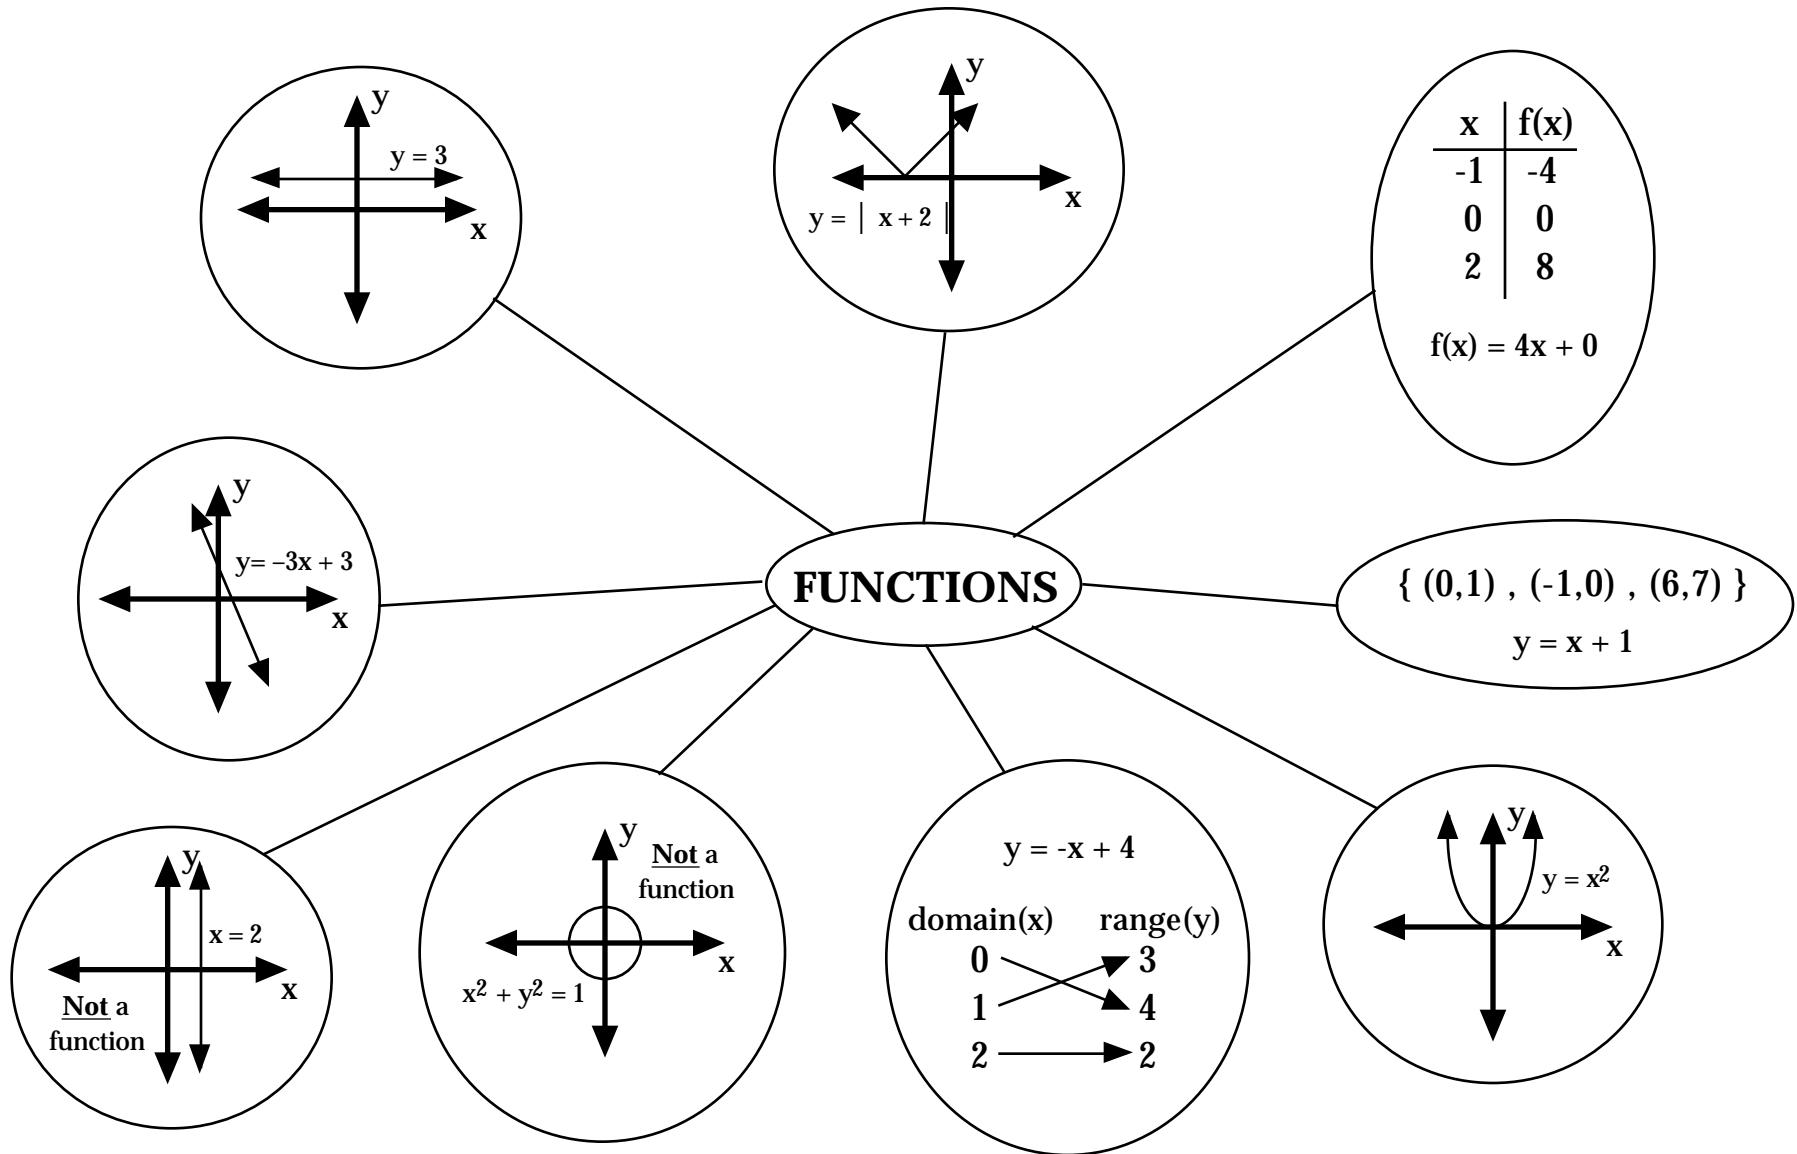 y
y = 3
x
y
x
y = | x + 2 |
x f(x)
-1 -4
0 0
2 8
f(x) = 4x + 0
y
y= –3x + 3
x
FUNCTIONS
{ (0,1) , (-1,0) , (6,7) }
y = x + 1
y
x = 2
x
Not a
function
y
Not a
function
x
x² + y² = 1
y = -x + 4
domain(x) range(y)
0 3
1 4
2 2
y
y = x²
x